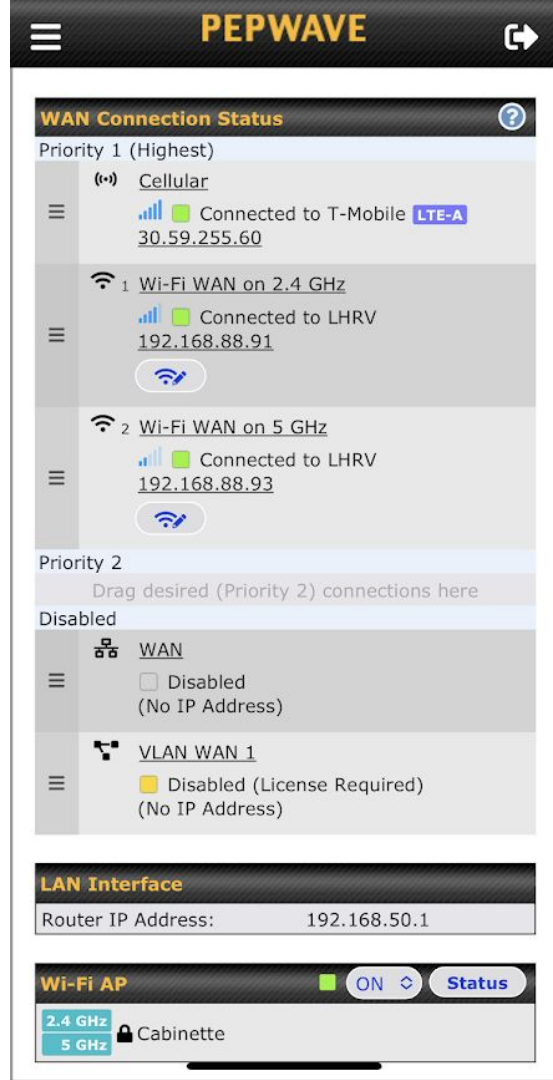 PEPWAVE
WAN Connection Status ?
Priority 1 (Highest)
Cellular
Connected to T-Mobile LTE-A
30.59.255.60
1 Wi-Fi WAN on 2.4 GHz
Connected to LHRV
192.168.88.91
2 Wi-Fi WAN on 5 GHz
Connected to LHRV
192.168.88.93
Priority 2
Drag desired (Priority 2) connections here
Disabled
WAN
Disabled
(No IP Address)
VLAN WAN 1
Disabled (License Required)
(No IP Address)
LAN Interface
Router IP Address: 192.168.50.1
Wi-Fi AP ON Status
2.4 GHz
5 GHz Cabinette